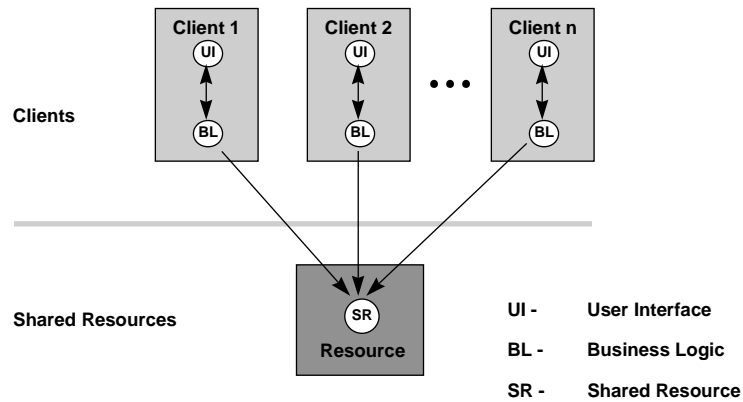 Client 1 Client 2 Client n
UI UI UI
...
Clients
BL BL BL
Shared Resources
SR
Resource
UI - User Interface
BL - Business Logic
SR - Shared Resource